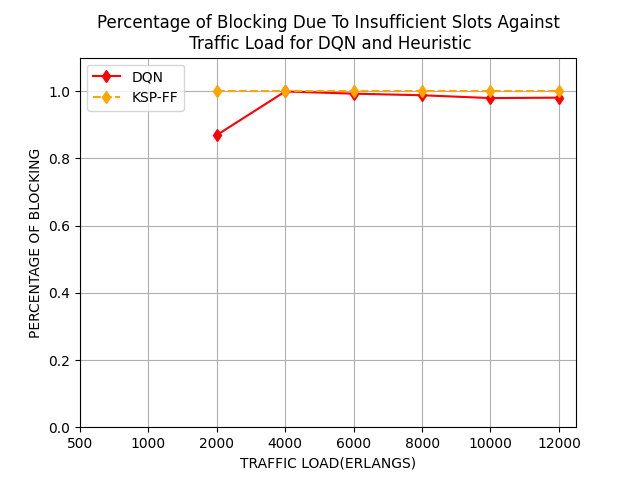 Percentage of Blocking Due To Insufficient Slots Against
Traffic Load for DQN and Heuristic
DQN
KSP-FF
1.0
0.8
0.6
0.4
0.2
0.0
PERCENTAGE OF BLOCKING
500 1000 2000 4000 6000 8000 10000 12000
TRAFFIC LOAD(ERLANGS)